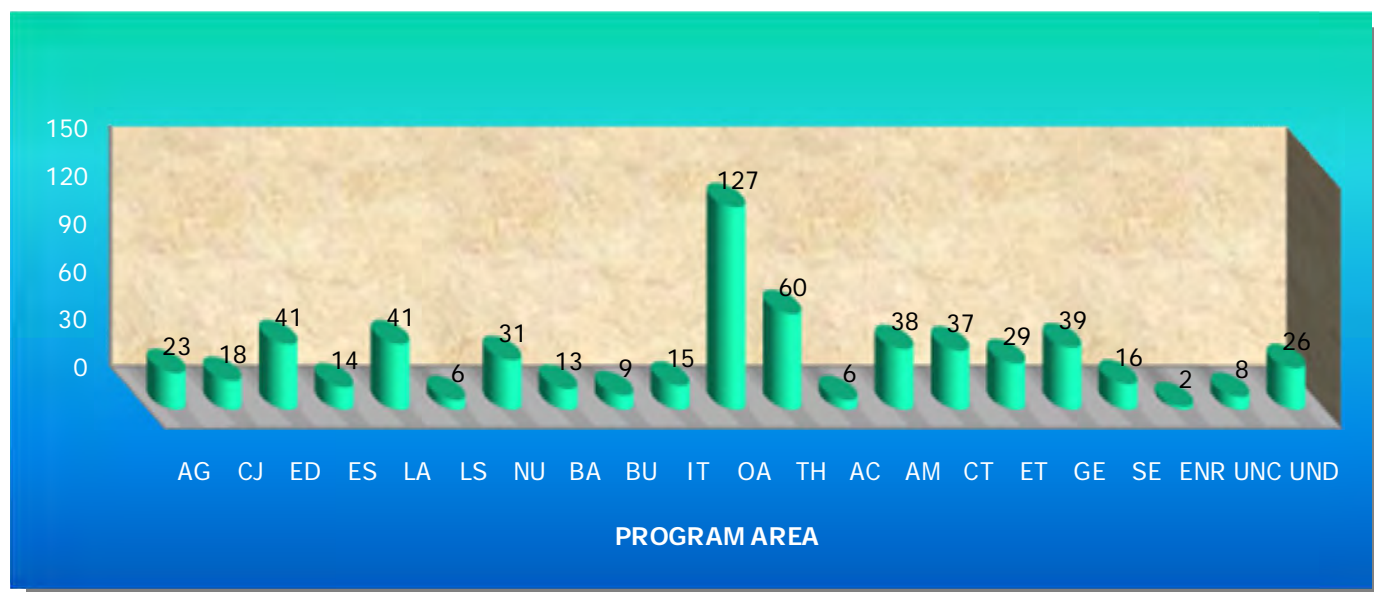 150
120
90
60
30
0
23 18 41 14 41 6 31 13 9 15 127 60 6 38 37 29 39 16 2 8 26
AG CJ ED ES LA LS NU BA BU IT OA TH AC AM CT ET GE SE ENR UNC UND
PROGRAM AREA